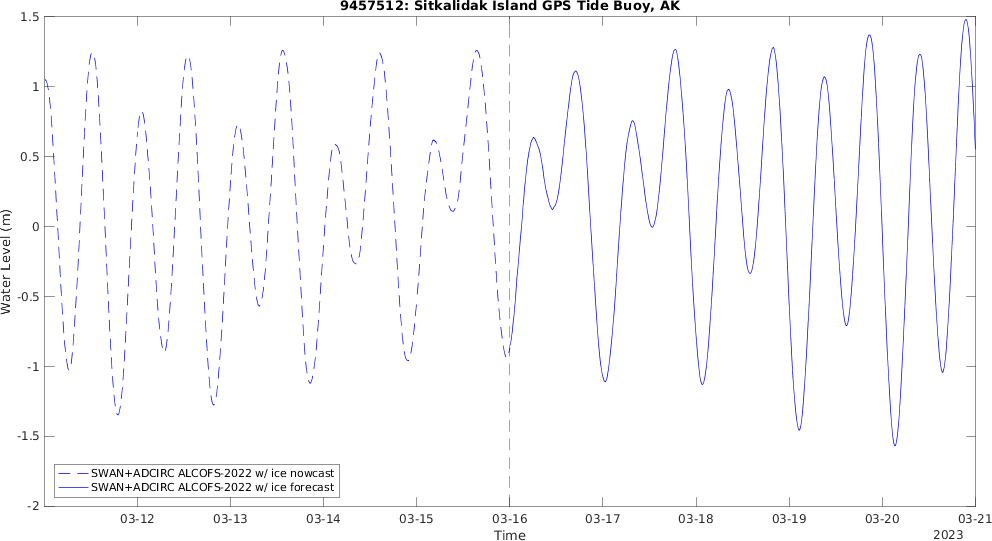 9457512: Sitkalidak Island GPS Tide Buoy, AK
1.5
1
0.5
0
-0.5
-1
-1.5
-2
Water Level (m)
SWAN+ADCIRC ALCOFS-2022 w/ ice nowcast
SWAN+ADCIRC ALCOFS-2022 w/ ice forecast
03-12 03-13 03-14 03-15 03-16 03-17 03-18 03-19 03-20 03-21
Time
2023